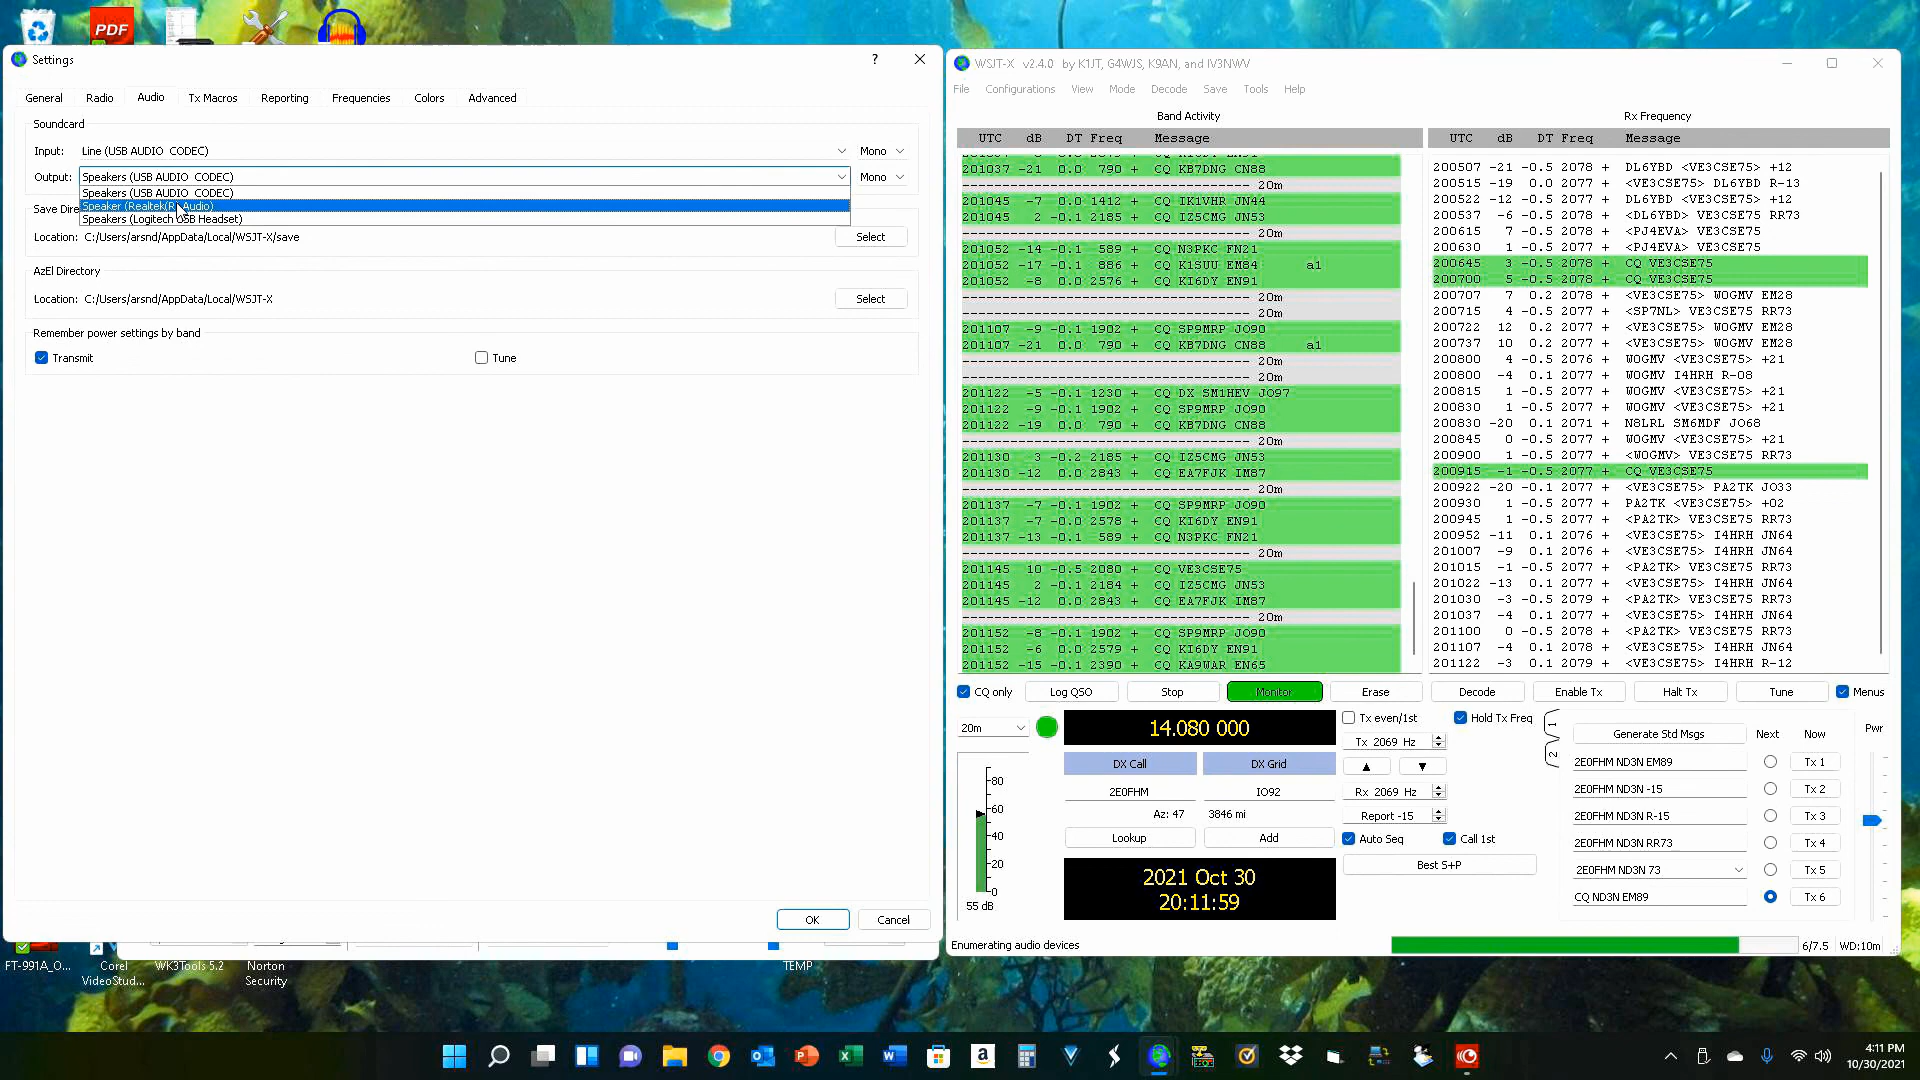 PDF
Settings
?
General Radio Audio Tx Macros Reporting Frequencies Colors Advanced
Soundcard
Input: Line (USB AUDIO CODEC) Mono
Output: Speakers (USB AUDIO CODEC) Mono
Speakers (USB AUDIO CODEC)
Speaker (Realtek(R) Audio)
Speakers (Logitech USB Headset)
Save Dire
Location: C:/Users/arsnd/AppData/Local/WSJT-X/save Select
AzEl Directory
Location: C:/Users/arsnd/AppData/Local/WSJT-X Select
Remember power settings by band
Transmit Tune
OK Cancel
WSJT-X v2.4.0 by K1JT, G4WJS, K9AN, and IV3NWV
File Configurations View Mode Decode Save Tools Help
Band Activity
UTC dB DT Freq Message
201037 -21 0.0 790 + CQ KB7DNG CN88
------------------------------------ 20m
201045 -7 0.0 1412 + CQ IK1VHR JN44
201045 2 -0.1 2185 + CQ IZ5CMG JN53
------------------------------------ 20m
201052 -14 -0.1 589 + CQ N3PKC FN21
201052 -17 -0.1 886 + CQ K1SUU EM84 a1
201052 -8 0.0 2576 + CQ KI6DY EN91
------------------------------------ 20m
------------------------------------ 20m
201107 -9 -0.1 1902 + CQ SP9MRP JO90
201107 -21 0.0 790 + CQ KB7DNG CN88 a1
------------------------------------ 20m
------------------------------------ 20m
201122 -5 -0.1 1230 + CQ DX SM1HEV JO97
201122 -9 -0.1 1902 + CQ SP9MRP JO90
201122 -19 0.0 790 + CQ KB7DNG CN88
------------------------------------ 20m
201130 3 -0.2 2185 + CQ IZ5CMG JN53
201130 -12 0.0 2843 + CQ EA7FJK IM87
------------------------------------ 20m
201137 -7 -0.1 1902 + CQ SP9MRP JO90
201137 -7 -0.0 2578 + CQ KI6DY EN91
201137 -13 -0.1 589 + CQ N3PKC FN21
------------------------------------ 20m
201145 10 -0.5 2080 + CQ VE3CSE75
201145 2 -0.1 2184 + CQ IZ5CMG JN53
201145 -12 0.0 2843 + CQ EA7FJK IM87
------------------------------------ 20m
201152 -8 -0.1 1902 + CQ SP9MRP JO90
201152 -6 0.0 2579 + CQ KI6DY EN91
201152 -15 -0.1 2390 + CQ KA9WAR EN65
Rx Frequency
UTC dB DT Freq Message
200507 -21 -0.5 2078 + DL6YBD <VE3CSE75> +12
200515 -19 0.0 2077 + <VE3CSE75> DL6YBD R-13
200522 -12 -0.5 2077 + DL6YBD <VE3CSE75> +12
200537 -6 -0.5 2078 + <DL6YBD> VE3CSE75 RR73
200615 7 -0.5 2078 + <PJ4EVA> VE3CSE75
200630 1 -0.5 2077 + <PJ4EVA> VE3CSE75
200645 3 -0.5 2078 + CQ VE3CSE75
200700 5 -0.5 2078 + CQ VE3CSE75
200707 7 0.2 2078 + <VE3CSE75> W0GMV EM28
200715 4 -0.5 2077 + <SP7NL> VE3CSE75 RR73
200722 12 0.2 2077 + <VE3CSE75> W0GMV EM28
200737 10 0.2 2077 + <VE3CSE75> W0GMV EM28
200800 4 -0.5 2076 + W0GMV <VE3CSE75> +21
200800 -4 0.1 2077 + W0GMV I4HRH R-08
200815 1 -0.5 2077 + W0GMV <VE3CSE75> +21
200830 1 -0.5 2077 + W0GMV <VE3CSE75> +21
200830 -20 0.1 2071 + N8LRL SM6MDF JO68
200845 0 -0.5 2077 + W0GMV <VE3CSE75> +21
200900 1 -0.5 2077 + <W0GMV> VE3CSE75 RR73
200915 -1 -0.5 2077 + CQ VE3CSE75
200922 -20 -0.1 2077 + <VE3CSE75> PA2TK JO33
200930 1 -0.5 2077 + PA2TK <VE3CSE75> +02
200945 1 -0.5 2077 + <PA2TK> VE3CSE75 RR73
200952 -11 0.1 2076 + <VE3CSE75> I4HRH JN64
201007 -9 0.1 2076 + <VE3CSE75> I4HRH JN64
201015 -1 -0.5 2077 + <PA2TK> VE3CSE75 RR73
201022 -13 0.1 2077 + <VE3CSE75> I4HRH JN64
201030 -3 -0.5 2079 + <PA2TK> VE3CSE75 RR73
201037 -4 0.1 2077 + <VE3CSE75> I4HRH JN64
201100 0 -0.5 2078 + <PA2TK> VE3CSE75 RR73
201107 -4 0.1 2078 + <VE3CSE75> I4HRH JN64
201122 -3 0.1 2079 + <VE3CSE75> I4HRH R-12
CQ only Log QSO Stop Monitor Erase Decode Enable Tx Halt Tx Tune Menus
20m 14.080 000
Tx even/1st Hold Tx Freq
Tx 2069 Hz
DX Call DX Grid
2E0FHM IO92
Az: 47 3846 mi
Lookup Add
Rx 2069 Hz
Report -15
Auto Seq Call 1st
Best S+P
80
60
40
20
0
55 dB
2021 Oct 30
20:11:59
1
2
Generate Std Msgs Next Now Pwr
2E0FHM ND3N EM89 Tx 1
2E0FHM ND3N -15 Tx 2
2E0FHM ND3N R-15 Tx 3
2E0FHM ND3N RR73 Tx 4
2E0FHM ND3N 73 Tx 5
CQ ND3N EM89 Tx 6
Enumerating audio devices 6/7.5 WD:10m
FT-991A_O...
Corel
VideoStud...
WK3Tools 5.2
Norton
Security
TEMP
4:11 PM
10/30/2021